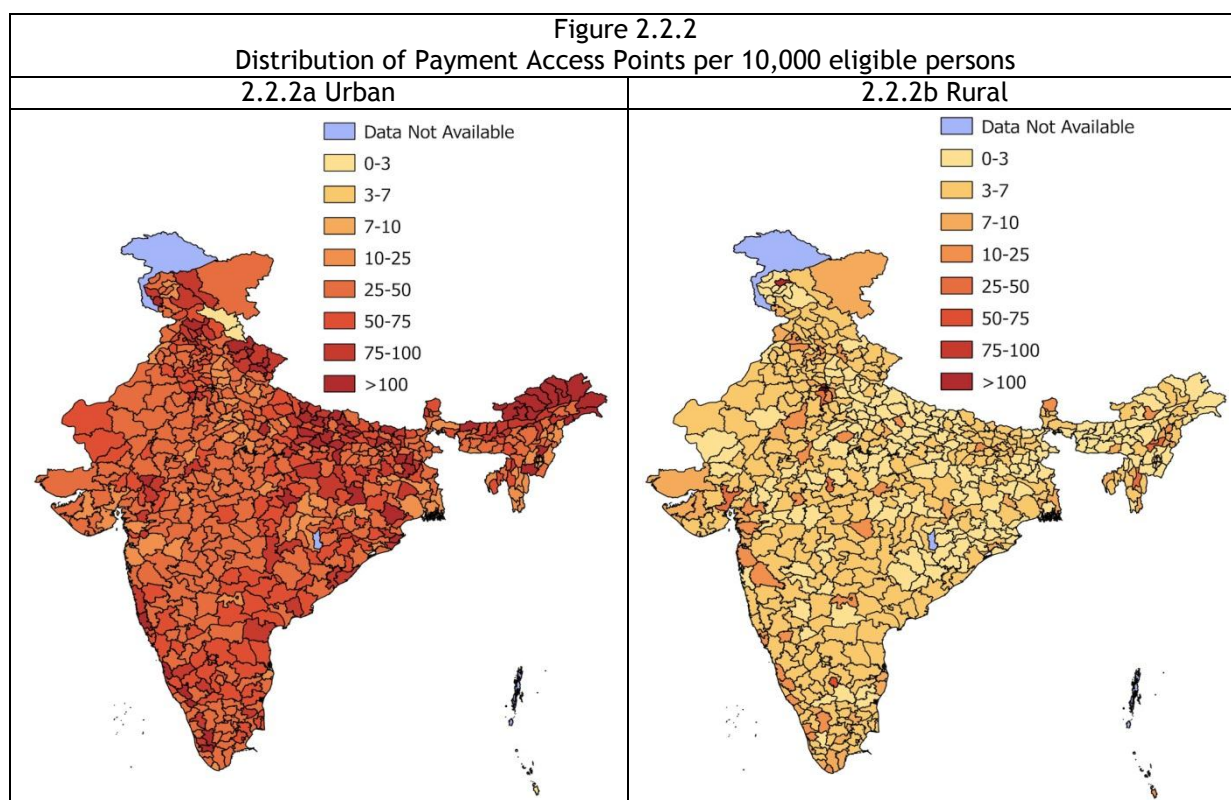 Figure 2.2.2
Distribution of Payment Access Points per 10,000 eligible persons
2.2.2a Urban
2.2.2b Rural
Data Not Available
0-3
3-7
7-10
10-25
25-50
50-75
75-100
>100
Data Not Available
0-3
3-7
7-10
10-25
25-50
50-75
75-100
>100